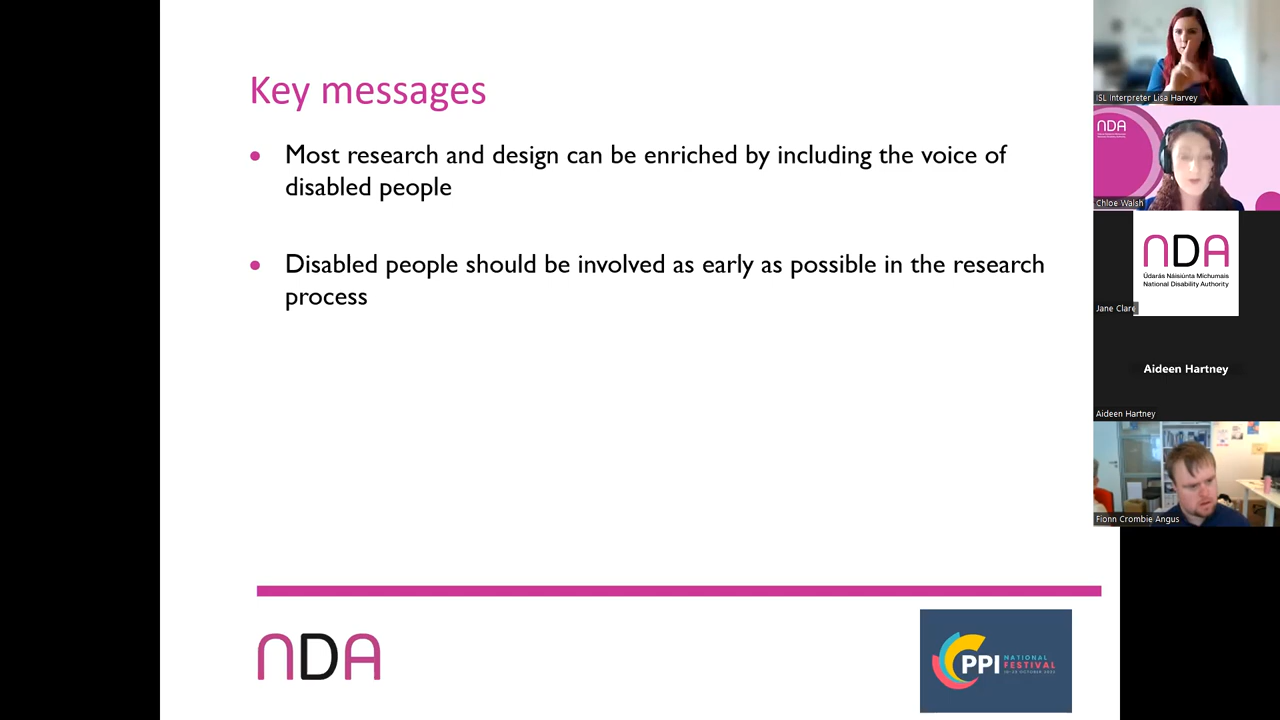 Key messages
• Most research and design can be enriched by including the voice of
disabled people
• Disabled people should be involved as early as possible in the research
process
NDA
PPI
NATIONAL
FESTIVAL
ISL Interpreter Lisa Harvey
NDA
Chloe Walsh
NDA
Údarás Náisiúnta Míchumais
National Disability Authority
Jane Clare
Aideen Hartney
Aideen Hartney
Fionn Crombie Angus